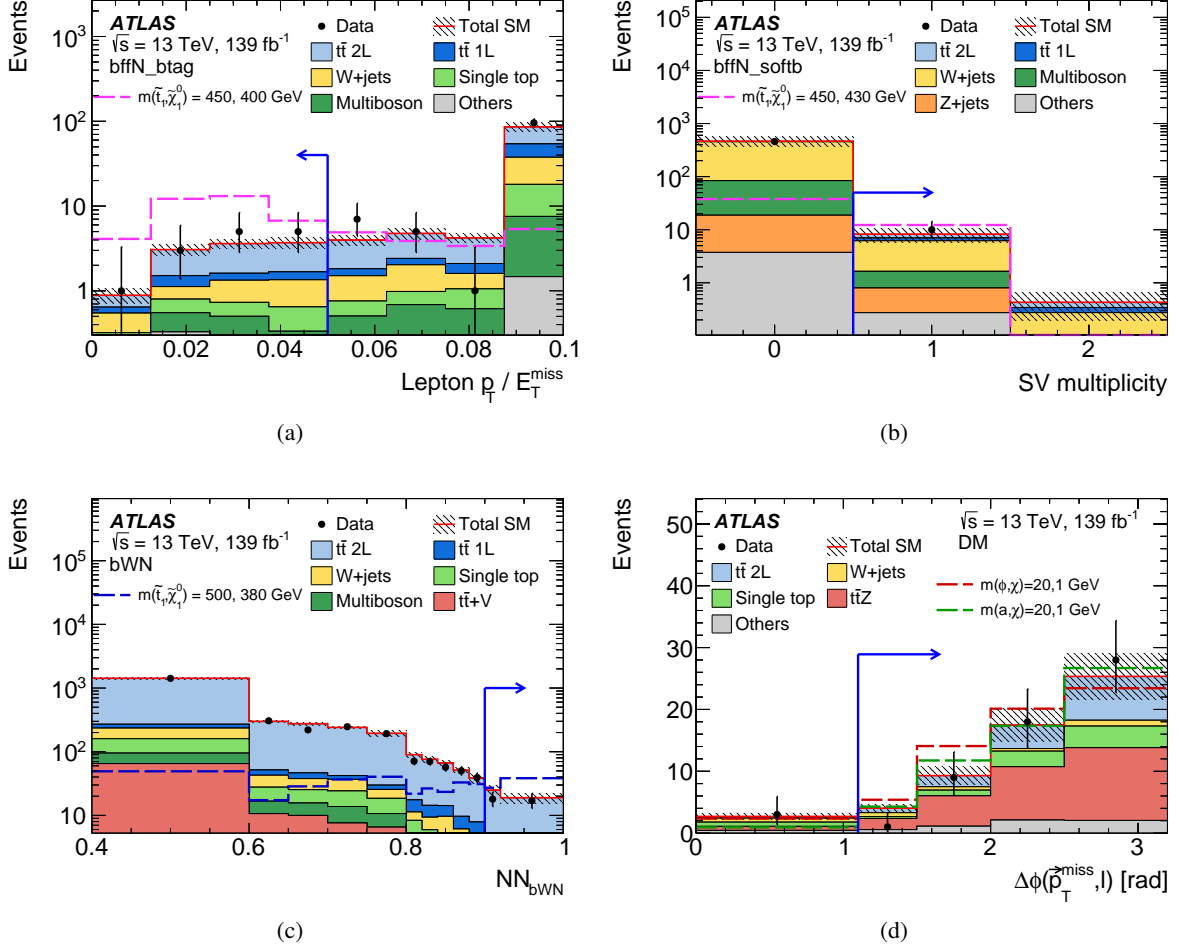 Events
10³
10²
10
1
ATLAS
√s = 13 TeV, 139 fb⁻¹
bffN_btag
m(t̃₁,χ̃₁⁰) = 450, 400 GeV
Data
Total SM
tt̄ 2L
tt̄ 1L
W+jets
Single top
Multiboson
Others
0 0.02 0.04 0.06 0.08 0.1
Lepton p_T / E_T^miss
(a)
Events
10⁵
10⁴
10³
10²
10
1
ATLAS
√s = 13 TeV, 139 fb⁻¹
bffN_softb
m(t̃₁,χ̃₁⁰) = 450, 430 GeV
Data
Total SM
tt̄ 2L
tt̄ 1L
W+jets
Multiboson
Z+jets
Others
0 1 2
SV multiplicity
(b)
Events
10⁵
10⁴
10³
10²
10
ATLAS
√s = 13 TeV, 139 fb⁻¹
bWN
m(t̃₁,χ̃₁⁰) = 500, 380 GeV
Data
Total SM
tt̄ 2L
tt̄ 1L
W+jets
Single top
Multiboson
tt̄+V
0.4 0.6 0.8 1
NN_bWN
(c)
Events
50
40
30
20
10
0
ATLAS
√s = 13 TeV, 139 fb⁻¹
DM
Data
Total SM
tt̄ 2L
W+jets
Single top
tt̄Z
Others
m(φ,χ)=20,1 GeV
m(a,χ)=20,1 GeV
0 1 2 3
Δϕ(p⃗_T^miss,l) [rad]
(d)